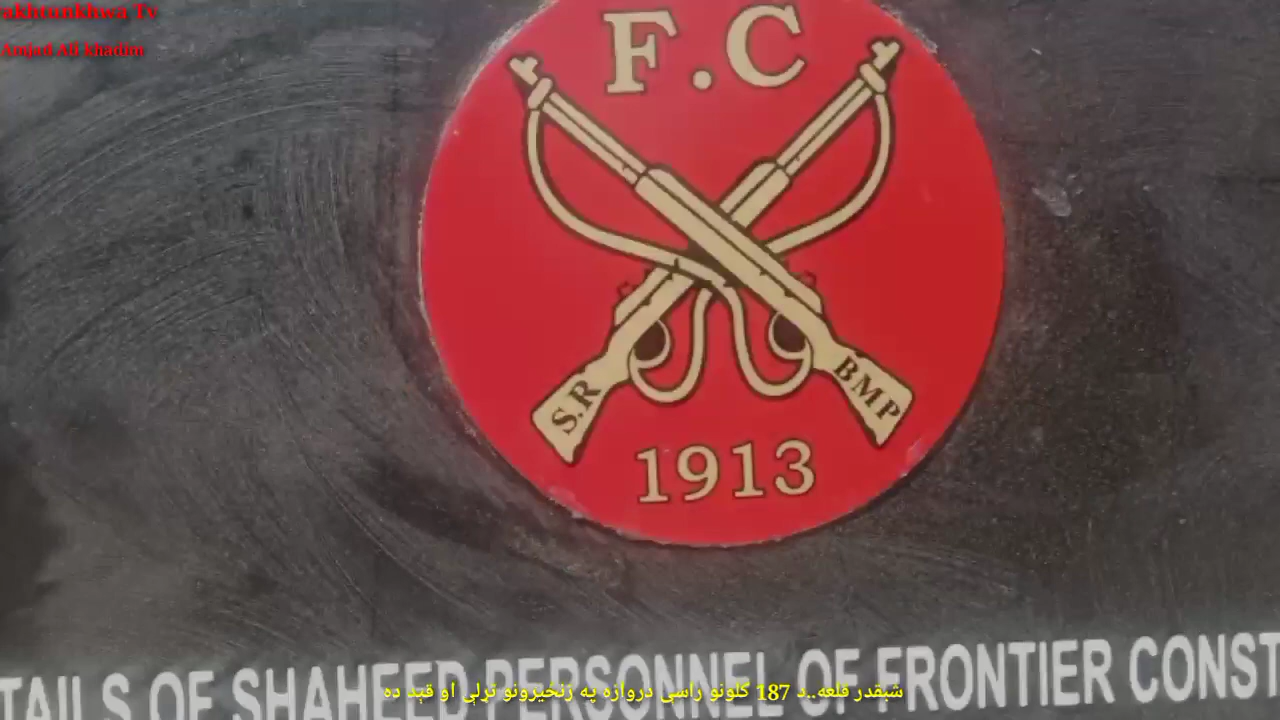 akhtunkhwa Tv
Amjad Ali khadim
F.C
S.R
BMP
1913
TAILS OF SHAHEED PERSONNEL OF FRONTIER CONST
شبقدر قلعه..د 187 کلونو راسې دروازه په زنځیرونو تړلې او قېد ده